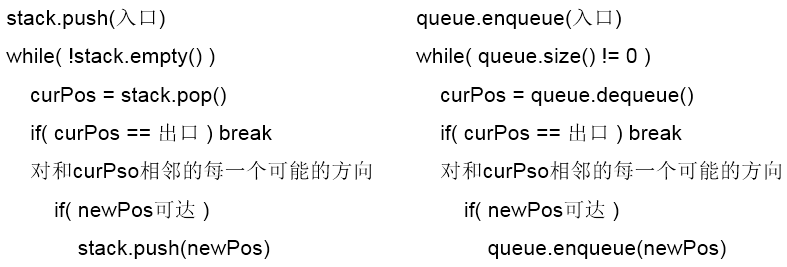 stack.push(入口)
while( !stack.empty() )
curPos = stack.pop()
if( curPos == 出口 ) break
对和curPso相邻的每一个可能的方向
if( newPos可达 )
stack.push(newPos)
queue.enqueue(入口)
while( queue.size() != 0 )
curPos = queue.dequeue()
if( curPos == 出口 ) break
对和curPso相邻的每一个可能的方向
if( newPos可达 )
queue.enqueue(newPos)